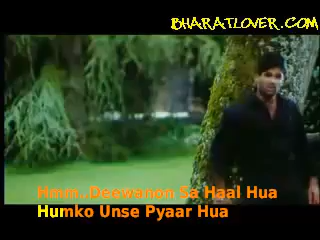 BHARATLOVER.COM
Hmm..Deewanon Sa Haal Hua
Humko Unse Pyaar Hua